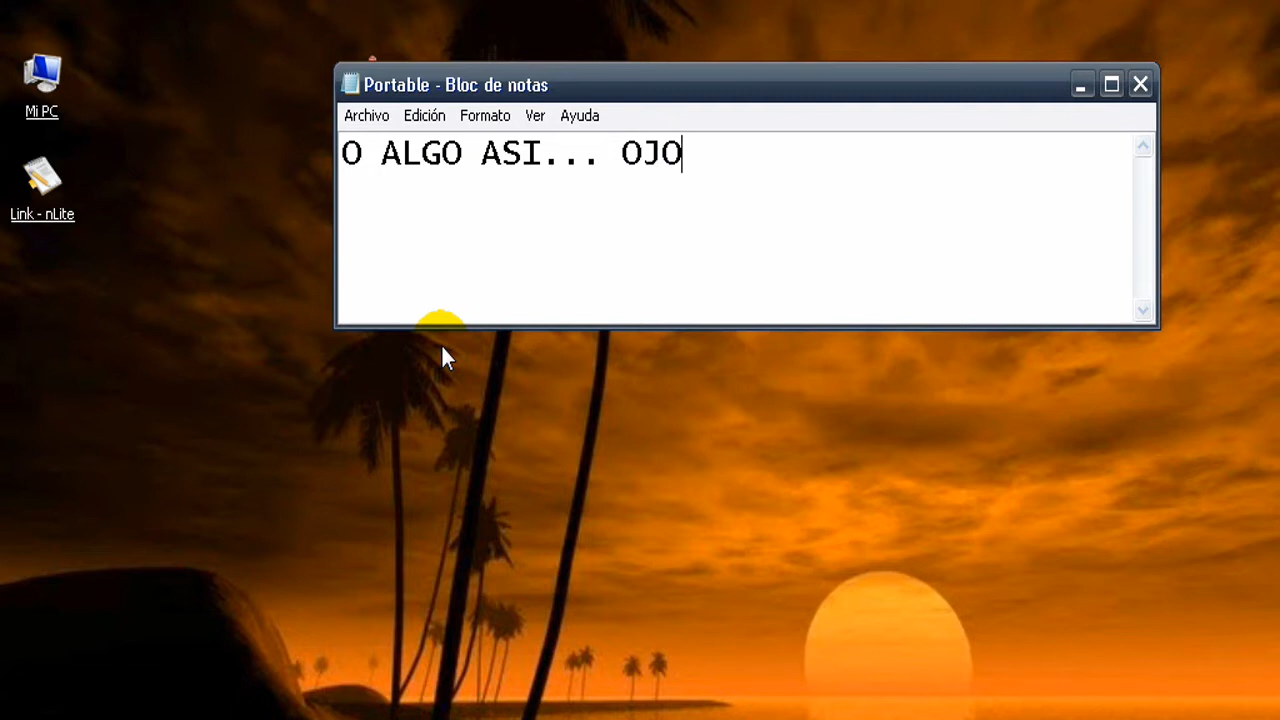 Mi PC
Link - nLite
Portable - Bloc de notas
Archivo Edición Formato Ver Ayuda
O ALGO ASI... OJO